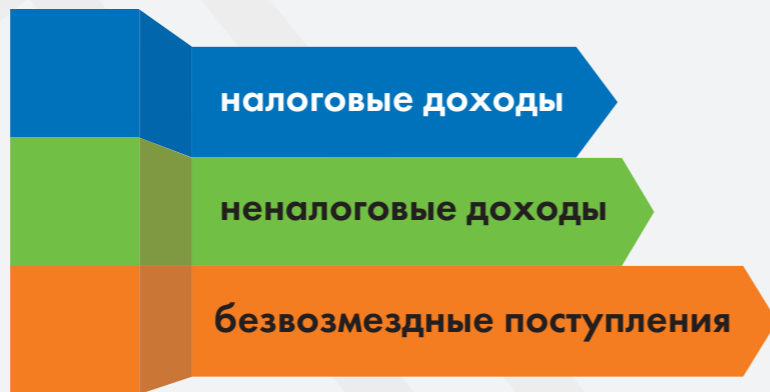 налоговые доходы
неналоговые доходы
безвозмездные поступления